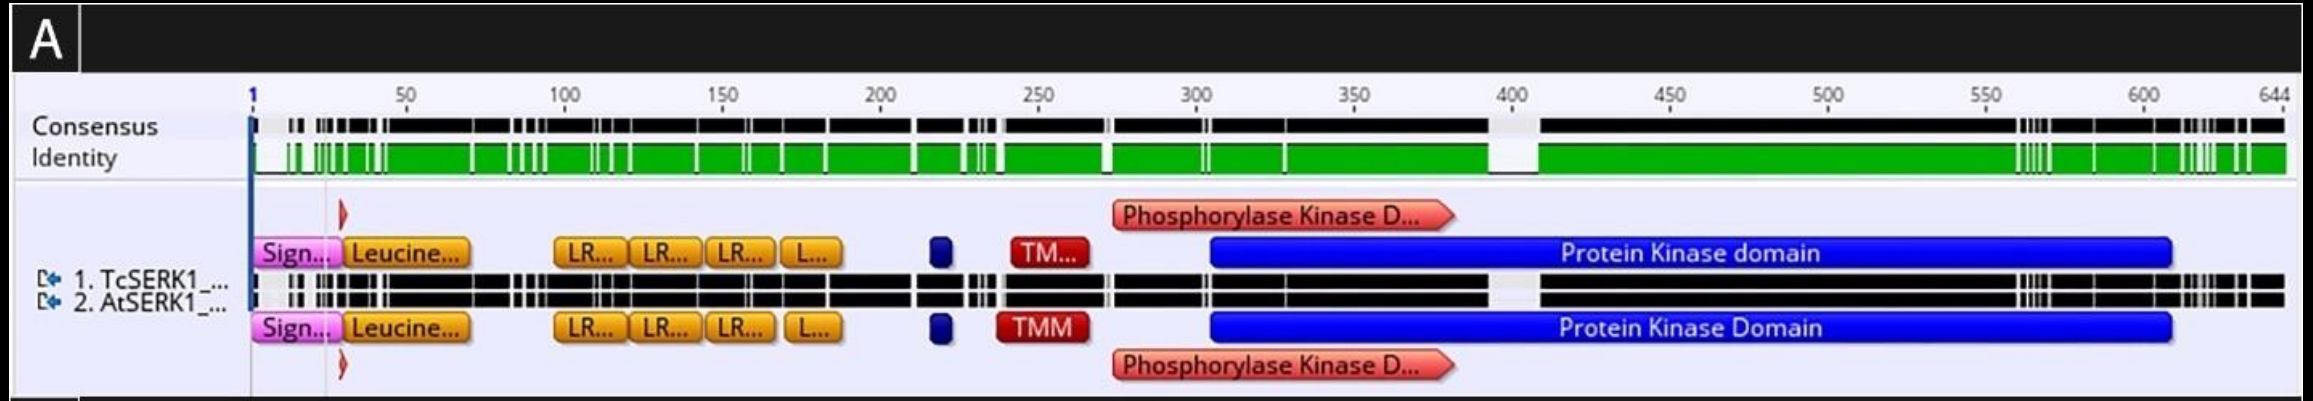 A
1 50 100 150 200 250 300 350 400 450 500 550 600 644
Consensus
Identity
Phosphorylase Kinase D...
Sign... Leucine... LR... LR... LR... L... TM... Protein Kinase domain
1. TcSERK1_...
2. AtSERK1_...
Sign... Leucine... LR... LR... LR... L... TMM Protein Kinase Domain
Phosphorylase Kinase D...